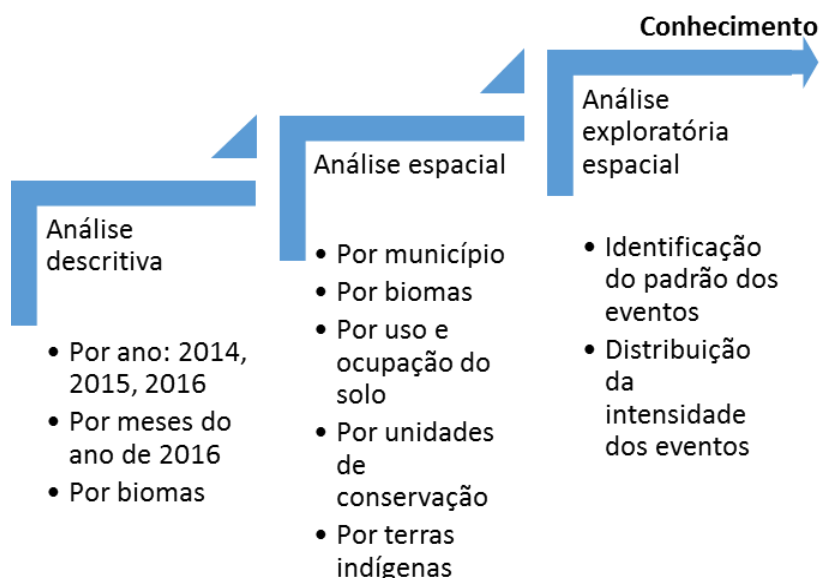 Conhecimento
Análise
descritiva
• Por ano: 2014,
2015, 2016
• Por meses do
ano de 2016
• Por biomas
Análise espacial
• Por município
• Por biomas
• Por uso e
ocupação do
solo
• Por unidades
de
conservação
• Por terras
indígenas
Análise
exploratória
espacial
• Identificação
do padrão dos
eventos
• Distribuição
da
intensidade
dos eventos